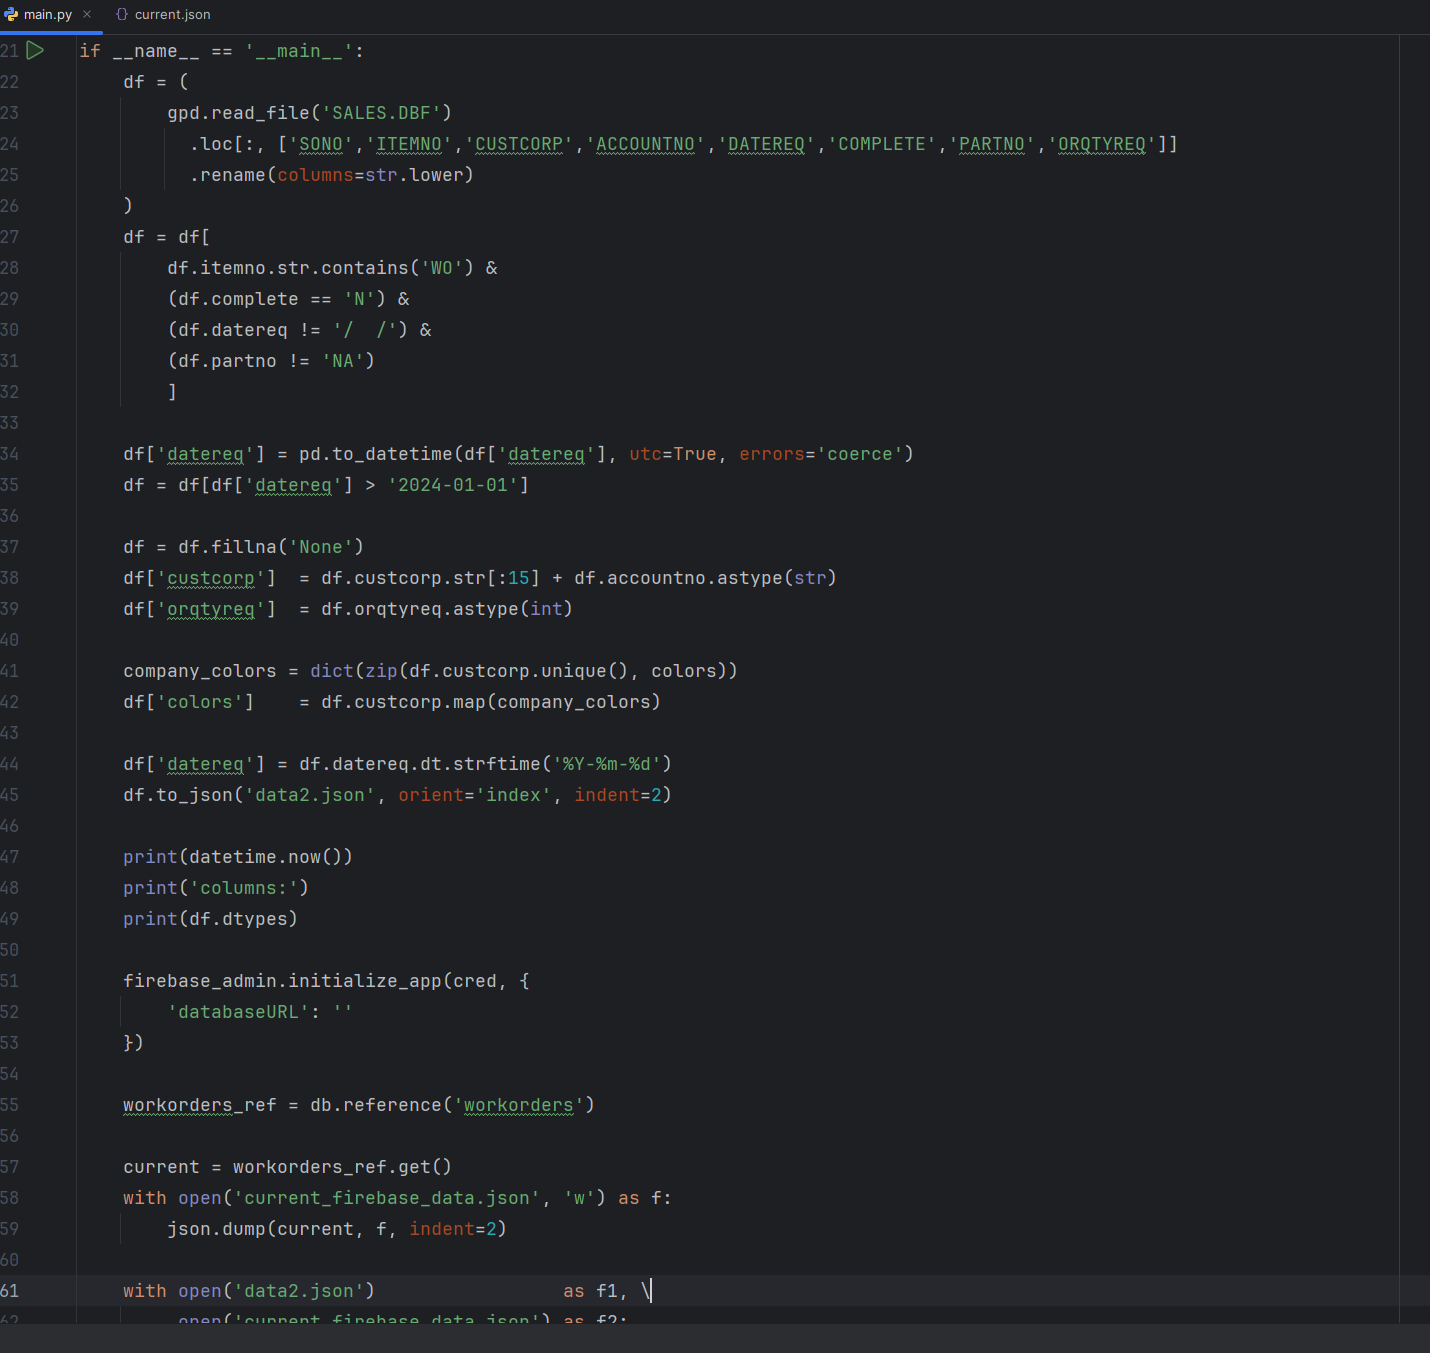 main.py
current.json
21 if __name__ == '__main__':
22 df = (
23 gpd.read_file('SALES.DBF')
24 .loc[:, ['SONO','ITEMNO','CUSTCORP','ACCOUNTNO','DATEREQ','COMPLETE','PARTNO','ORQTYREQ']]
25 .rename(columns=str.lower)
26 )
27 df = df[
28 df.itemno.str.contains('WO') &
29 (df.complete == 'N') &
30 (df.datereq != '/  /') &
31 (df.partno != 'NA')
32 ]
33
34 df['datereq'] = pd.to_datetime(df['datereq'], utc=True, errors='coerce')
35 df = df[df['datereq'] > '2024-01-01']
36
37 df = df.fillna('None')
38 df['custcorp']  = df.custcorp.str[:15] + df.accountno.astype(str)
39 df['orqtyreq']  = df.orqtyreq.astype(int)
40
41 company_colors = dict(zip(df.custcorp.unique(), colors))
42 df['colors']    = df.custcorp.map(company_colors)
43
44 df['datereq'] = df.datereq.dt.strftime('%Y-%m-%d')
45 df.to_json('data2.json', orient='index', indent=2)
46
47 print(datetime.now())
48 print('columns:')
49 print(df.dtypes)
50
51 firebase_admin.initialize_app(cred, {
52 'databaseURL': ''
53 })
54
55 workorders_ref = db.reference('workorders')
56
57 current = workorders_ref.get()
58 with open('current_firebase_data.json', 'w') as f:
59 json.dump(current, f, indent=2)
60
61 with open('data2.json')                 as f1, \
62 open('current_firebase_data.json') as f2: